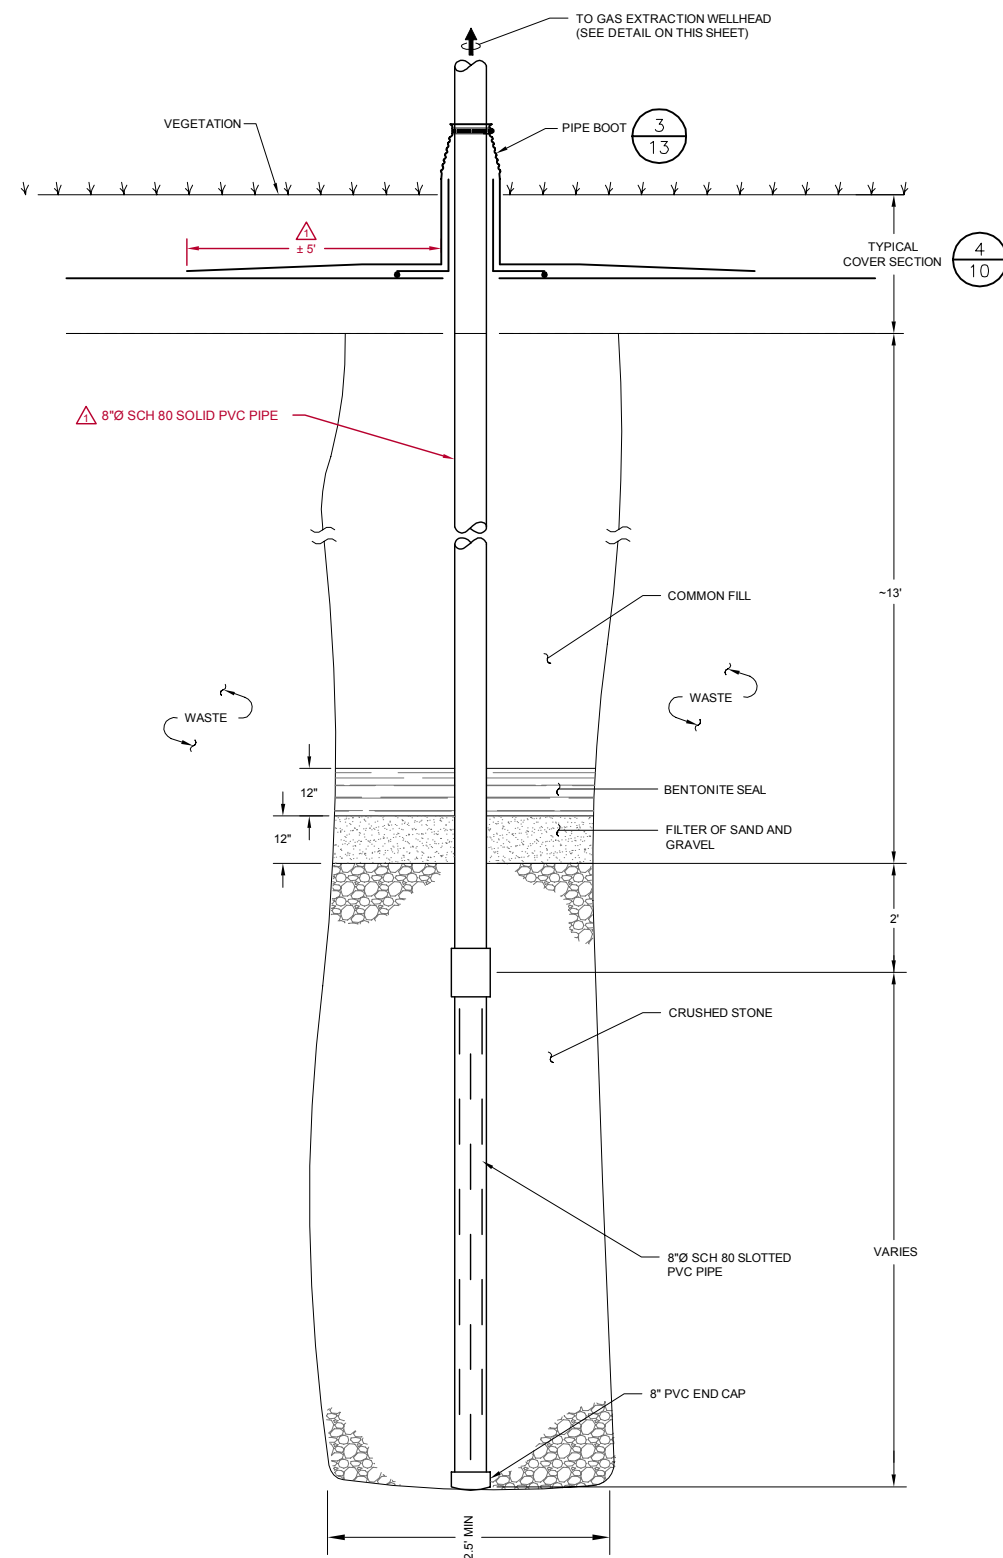 TO GAS EXTRACTION WELLHEAD
(SEE DETAIL ON THIS SHEET)
VEGETATION
PIPE BOOT
3
13
1
± 5'
TYPICAL
COVER SECTION
4
10
1
8"Ø SCH 80 SOLID PVC PIPE
COMMON FILL
~13'
WASTE
WASTE
12"
BENTONITE SEAL
12"
FILTER OF SAND AND
GRAVEL
2'
CRUSHED STONE
8"Ø SCH 80 SLOTTED
PVC PIPE
VARIES
8" PVC END CAP
2.5' MIN